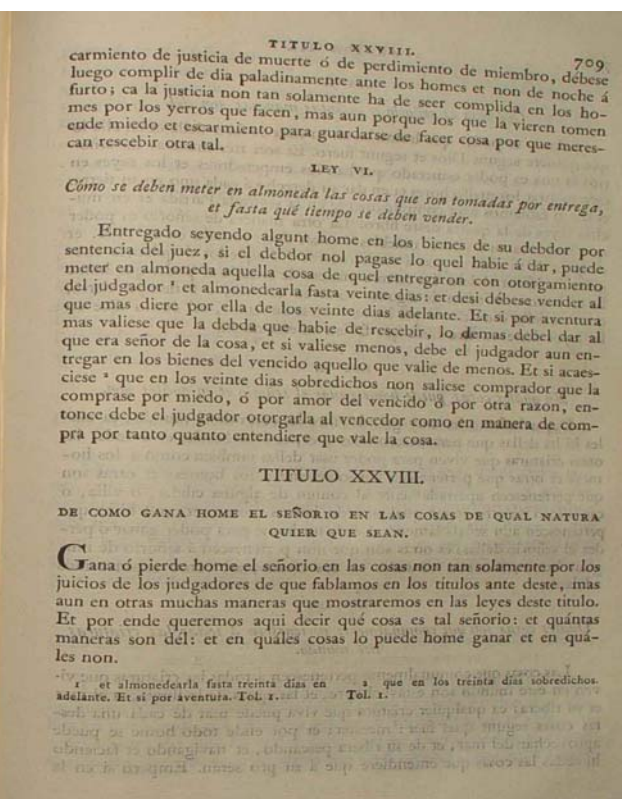 TITULO XXVIII.
709
carmiento de justicia de muerte ó de perdimiento de miembro, débese
luego complir de dia paladinamente ante los homes et non de noche á
furto; ca la justicia non tan solamente ha de seer complida en los ho-
mes por los yerros que facen, mas aun porque los que la vieren tomen
ende miedo et escarmiento para guardarse de facer cosa por que meres-
can rescebir otra tal.
LEY VI.
Cómo se deben meter en almoneda las cosas que son tomadas por entrega,
et fasta qué tiempo se deben vender.
Entregado seyendo algunt home en los bienes de su debdor por
sentencia del juez, si el debdor nol pagase lo quel habie á dar, puede
meter en almoneda aquella cosa de quel entregaron con otorgamiento
del judgador 1 et almonedearla fasta veinte dias: et desi débese vender al
que mas diere por ella de los veinte dias adelante. Et si por aventura
mas valiese que la debda que habie de rescebir, lo demas debel dar al
que era señor de la cosa, et si valiese menos, debe el judgador aun en-
tregar en los bienes del vencido aquello que valie de menos. Et si acaes-
ciese 2 que en los veinte dias sobredichos non saliese comprador que la
comprase por miedo, ó por amor del vencido ó por otra razon, en-
tonce debe el judgador otorgarla al vencedor como en manera de com-
pra por tanto quanto entendiere que vale la cosa.
TITULO XXVIII.
DE COMO GANA HOME EL SEÑORIO EN LAS COSAS DE QUAL NATURA
QUIER QUE SEAN.
Gana ó pierde home el señorio en las cosas non tan solamente por los
juicios de los judgadores de que fablamos en los titulos ante deste, mas
aun en otras muchas maneras que mostraremos en las leyes deste titulo.
Et por ende queremos aqui decir qué cosa es tal señorio: et quántas
maneras son dél: et en quáles cosas lo puede home ganar et en quá-
les non.
1 et almonedearla fasta treinta dias en
adelante. Et si por aventura. Tol. 1.
2 que en los treinta dias sobredichos.
Tol. 1.